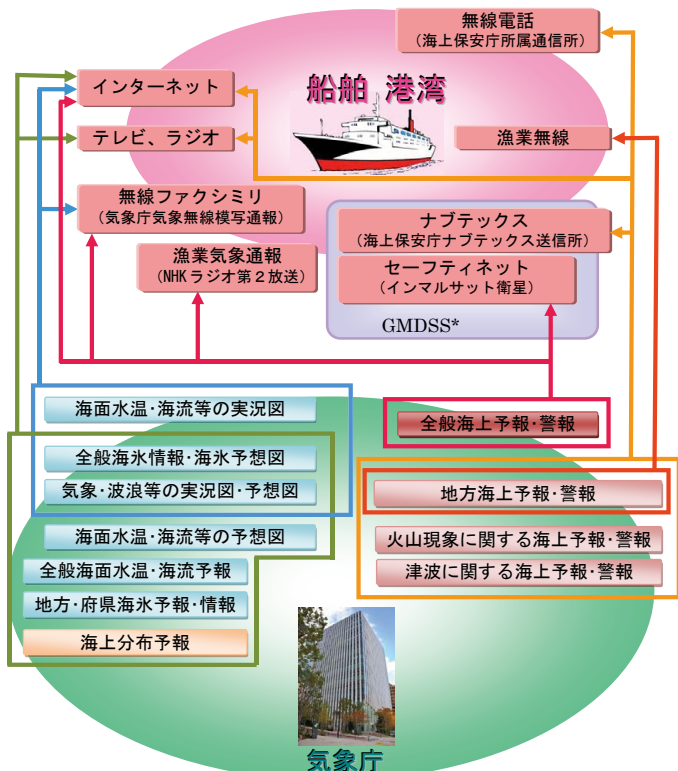 無線電話
（海上保安庁所属通信所）
インターネット
船舶 港湾
テレビ、ラジオ
漁業無線
無線ファクシミリ
（気象庁気象無線模写通報）
ナブテックス
（海上保安庁ナブテックス送信所）
漁業気象通報
（NHKラジオ第２放送）
セーフティネット
（インマルサット衛星）
GMDSS*
海面水温・海流等の実況図
全般海上予報・警報
全般海氷情報・海氷予想図
気象・波浪等の実況図・予想図
地方海上予報・警報
海面水温・海流等の予想図
火山現象に関する海上予報・警報
全般海面水温・海流予報
津波に関する海上予報・警報
地方・府県海氷予報・情報
海上分布予報
気象庁